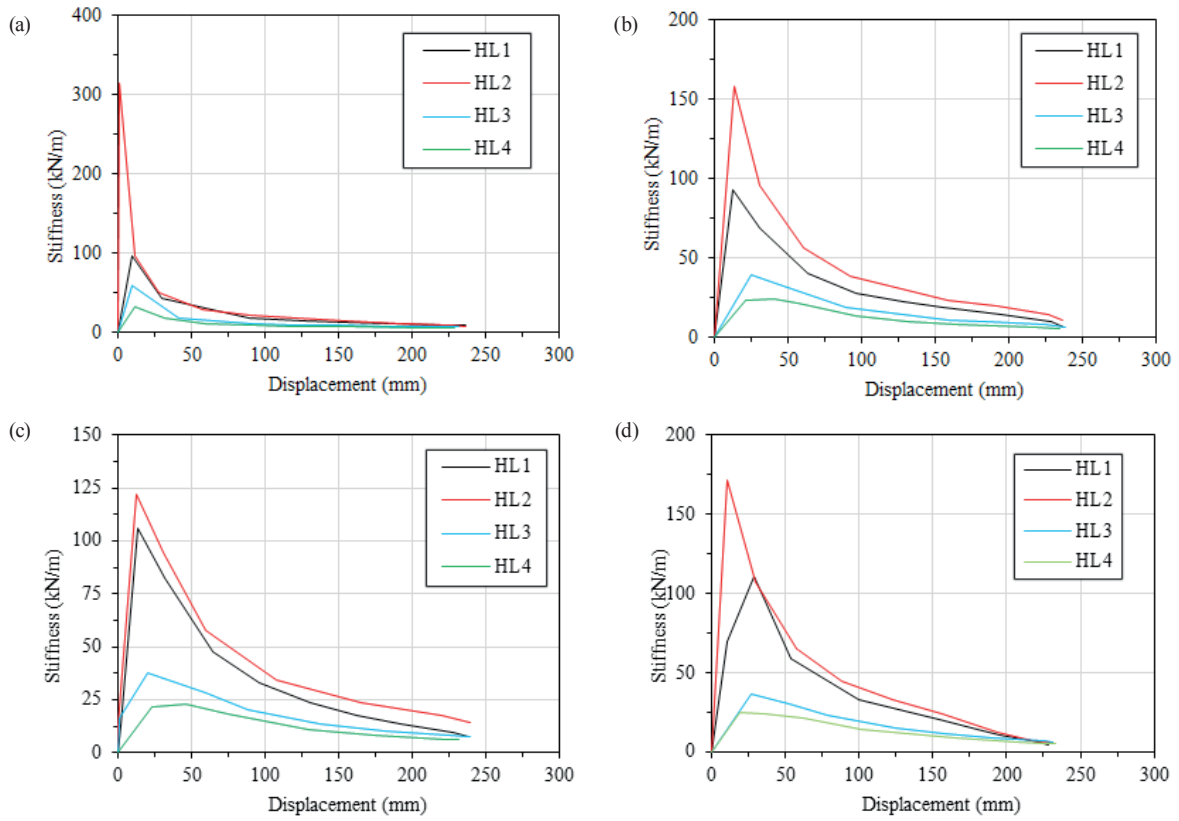 (a)
400
300
200
100
0
Stiffness (kN/m)
HL1
HL2
HL3
HL4
0 50 100 150 200 250 300
Displacement (mm)
(b)
200
150
100
50
0
Stiffness (kN/m)
HL1
HL2
HL3
HL4
0 50 100 150 200 250 300
Displacement (mm)
(c)
150
125
100
75
50
25
0
Stiffness (kN/m)
HL1
HL2
HL3
HL4
0 50 100 150 200 250 300
Displacement (mm)
(d)
200
150
100
50
0
Stiffness (kN/m)
HL1
HL2
HL3
HL4
0 50 100 150 200 250 300
Displacement (mm)